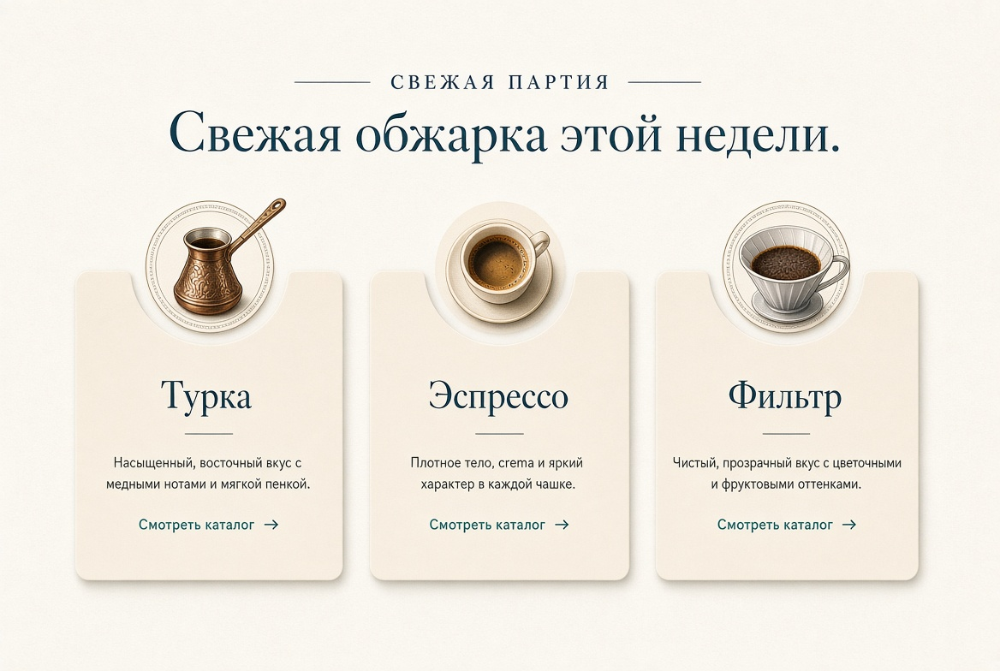 СВЕЖАЯ ПАРТИЯ
Свежая обжарка этой недели.
Турка
Насыщенный, восточный вкус с
медными нотами и мягкой пенкой.
Смотреть каталог →
Эспрессо
Плотное тело, crema и яркий
характер в каждой чашке.
Смотреть каталог →
Фильтр
Чистый, прозрачный вкус с цветочными
и фруктовыми оттенками.
Смотреть каталог →